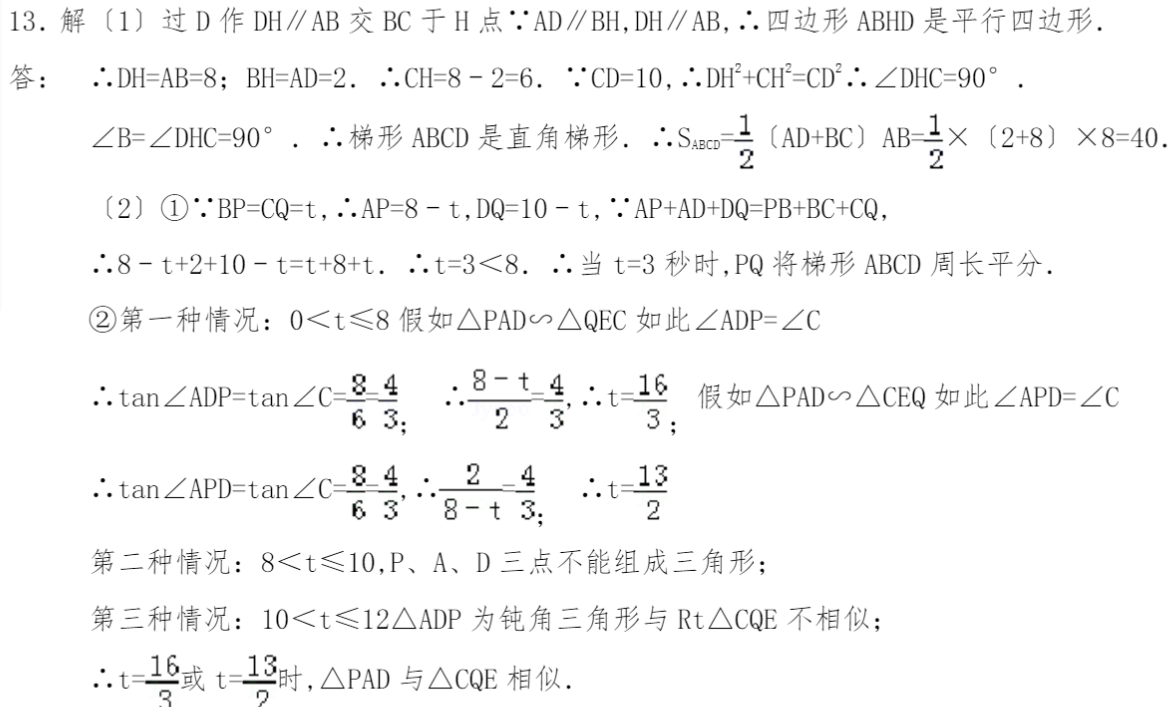 13. 解〔1〕过 D 作 DH∥AB 交 BC 于 H 点∵AD∥BH,DH∥AB,∴四边形 ABHD 是平行四边形.
答： ∴DH=AB=8; BH=AD=2. ∴CH=8﹣2=6. ∵CD=10,∴DH²+CH²=CD²∴∠DHC=90°.
∠B=∠DHC=90°. ∴梯形 ABCD 是直角梯形. ∴S_ABCD=1/2〔AD+BC〕AB=1/2×〔2+8〕×8=40.
〔2〕①∵BP=CQ=t,∴AP=8﹣t,DQ=10﹣t,∵AP+AD+DQ=PB+BC+CQ,
∴8﹣t+2+10﹣t=t+8+t. ∴t=3＜8. ∴当 t=3 秒时,PQ 将梯形 ABCD 周长平分.
②第一种情况: 0＜t≤8 假如△PAD∽△QEC 如此∠ADP=∠C
∴tan∠ADP=tan∠C=8/6=4/3; ∴(8-t)/2=4/3,∴t=16/3; 假如△PAD∽△CEQ 如此∠APD=∠C
∴tan∠APD=tan∠C=8/6=4/3,∴2/(8-t)=4/3; ∴t=13/2
第二种情况: 8＜t≤10,P、A、D 三点不能组成三角形;
第三种情况: 10＜t≤12△ADP 为钝角三角形与 Rt△CQE 不相似;
∴t=16/3或 t=13/2时,△PAD 与△CQE 相似.